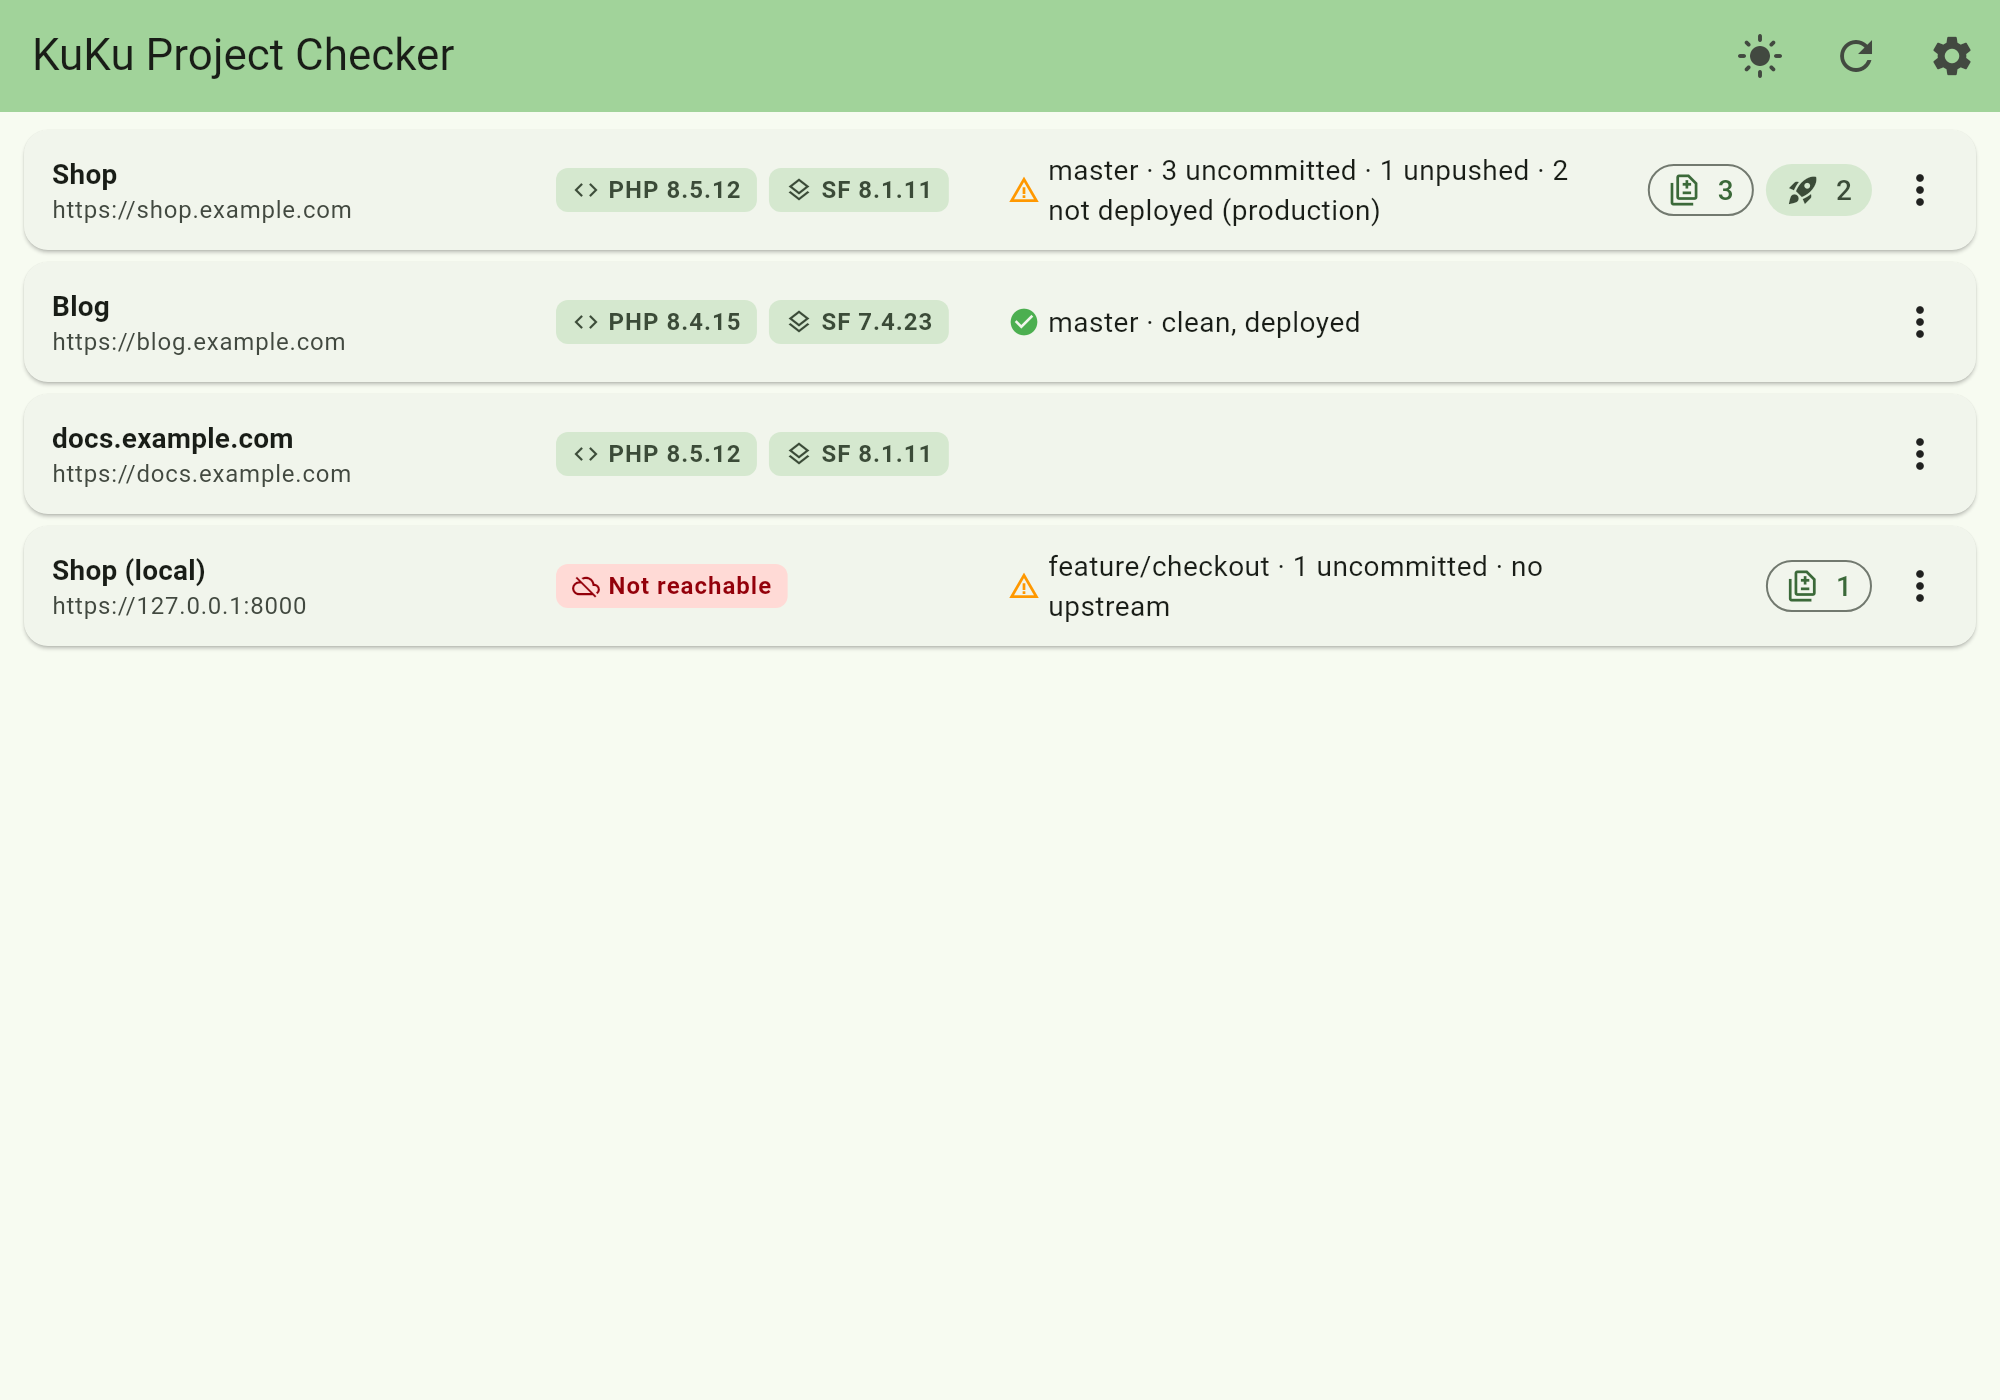 KuKu Project Checker
Shop
https://shop.example.com
PHP 8.5.12
SF 8.1.11
master · 3 uncommitted · 1 unpushed · 2
not deployed (production)
3
2
Blog
https://blog.example.com
PHP 8.4.15
SF 7.4.23
master · clean, deployed
docs.example.com
https://docs.example.com
PHP 8.5.12
SF 8.1.11
Shop (local)
https://127.0.0.1:8000
Not reachable
feature/checkout · 1 uncommitted · no
upstream
1